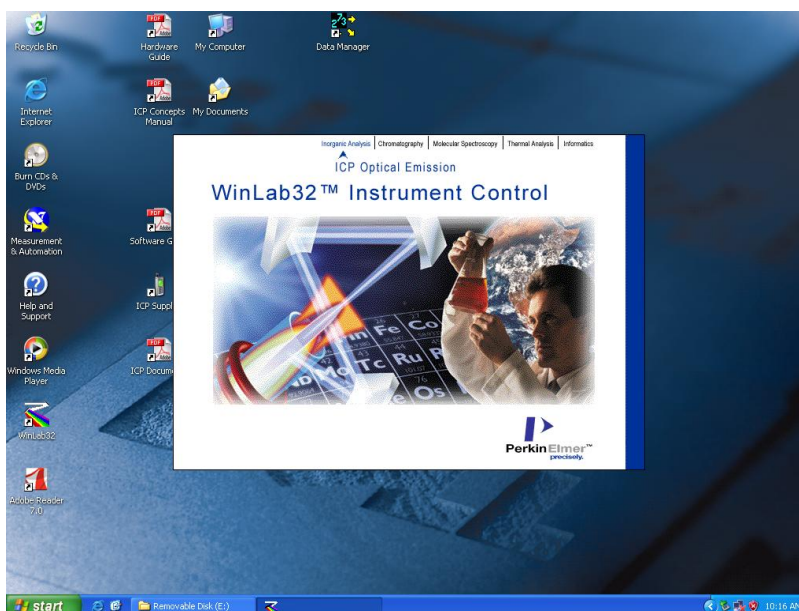 Recycle Bin
Hardware
Guide
My Computer
Data Manager
Internet
Explorer
ICP Concepts
Manual
My Documents
Burn CDs &
DVDs
Measurement
& Automation
Software G
Help and
Support
ICP Suppl
Windows Media
Player
ICP Docume
WinLab32
Adobe Reader
7.0
Inorganic Analysis | Chromatography | Molecular Spectroscopy | Thermal Analysis | Informatics
ICP Optical Emission
WinLab32™ Instrument Control
Fe Co
Mo Tc Ru R
Os
PerkinElmer™
precisely.
start
Removable Disk (E:)
10:16 AM